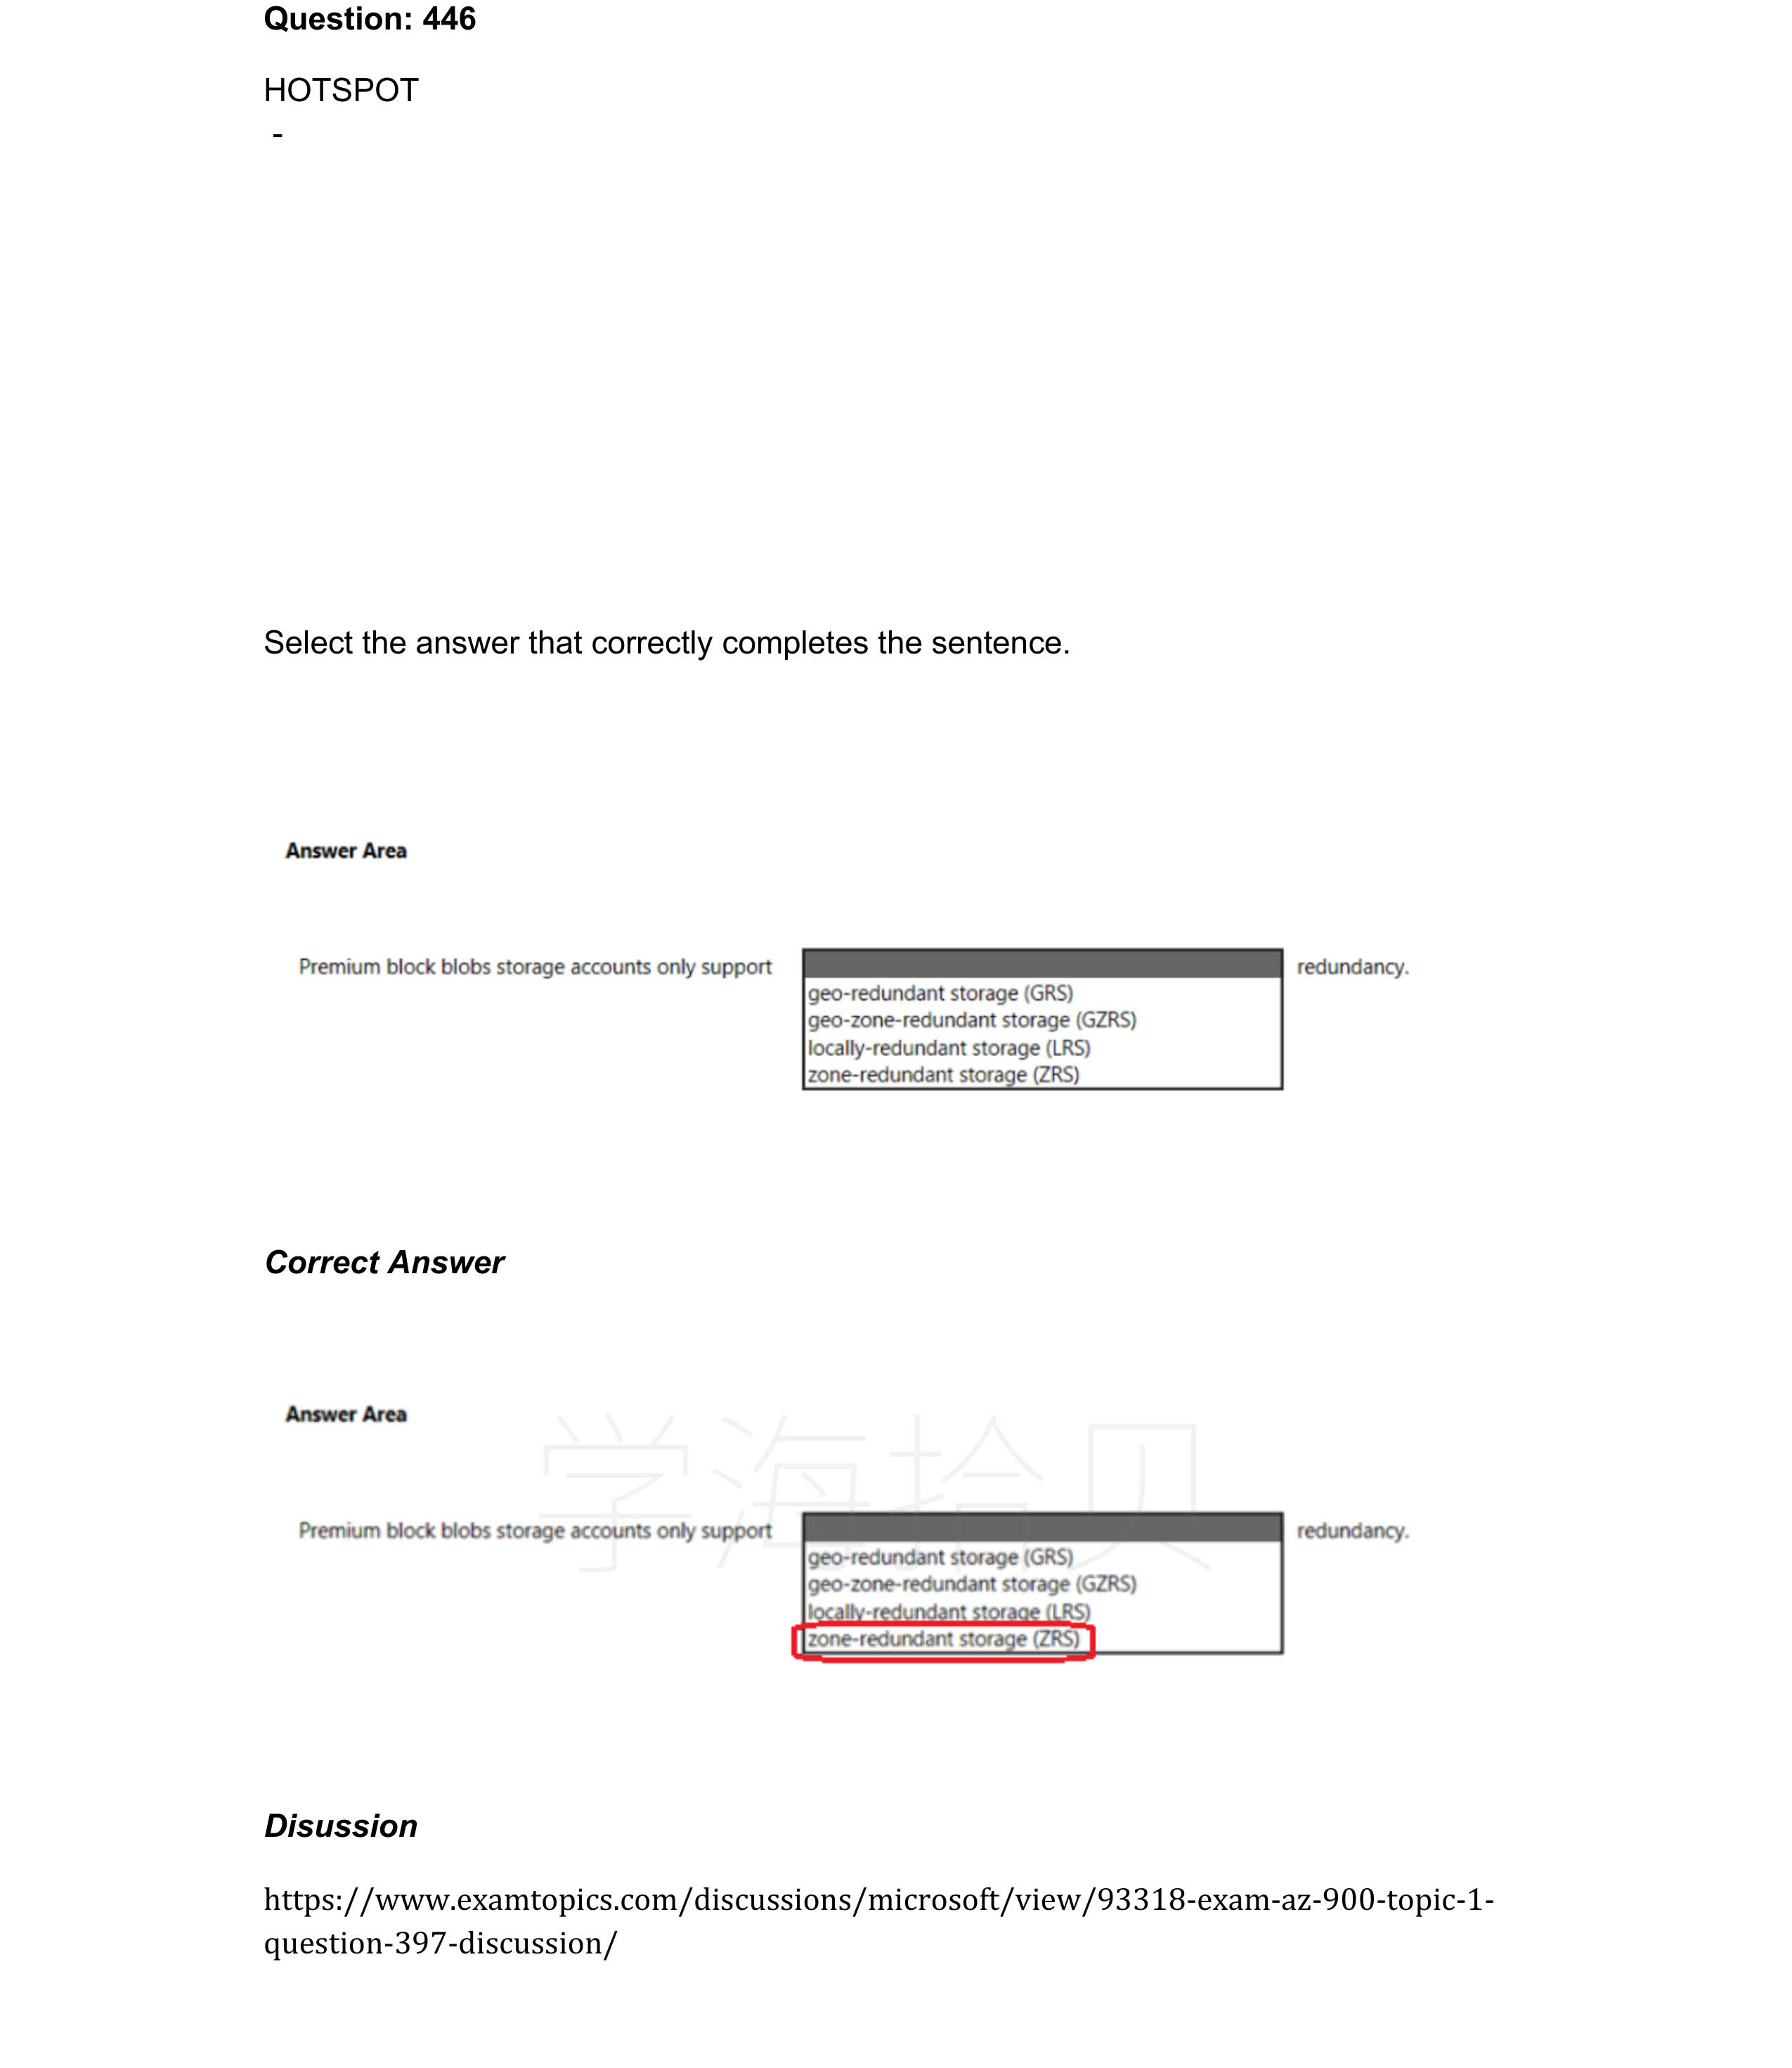 Question: 446
HOTSPOT
-
Select the answer that correctly completes the sentence.
Answer Area
Premium block blobs storage accounts only support redundancy.
geo-redundant storage (GRS)
geo-zone-redundant storage (GZRS)
locally-redundant storage (LRS)
zone-redundant storage (ZRS)
Correct Answer
Answer Area
学海拾贝
Premium block blobs storage accounts only support redundancy.
geo-redundant storage (GRS)
geo-zone-redundant storage (GZRS)
locally-redundant storage (LRS)
zone-redundant storage (ZRS)
Disussion
https://www.examtopics.com/discussions/microsoft/view/93318-exam-az-900-topic-1-
question-397-discussion/